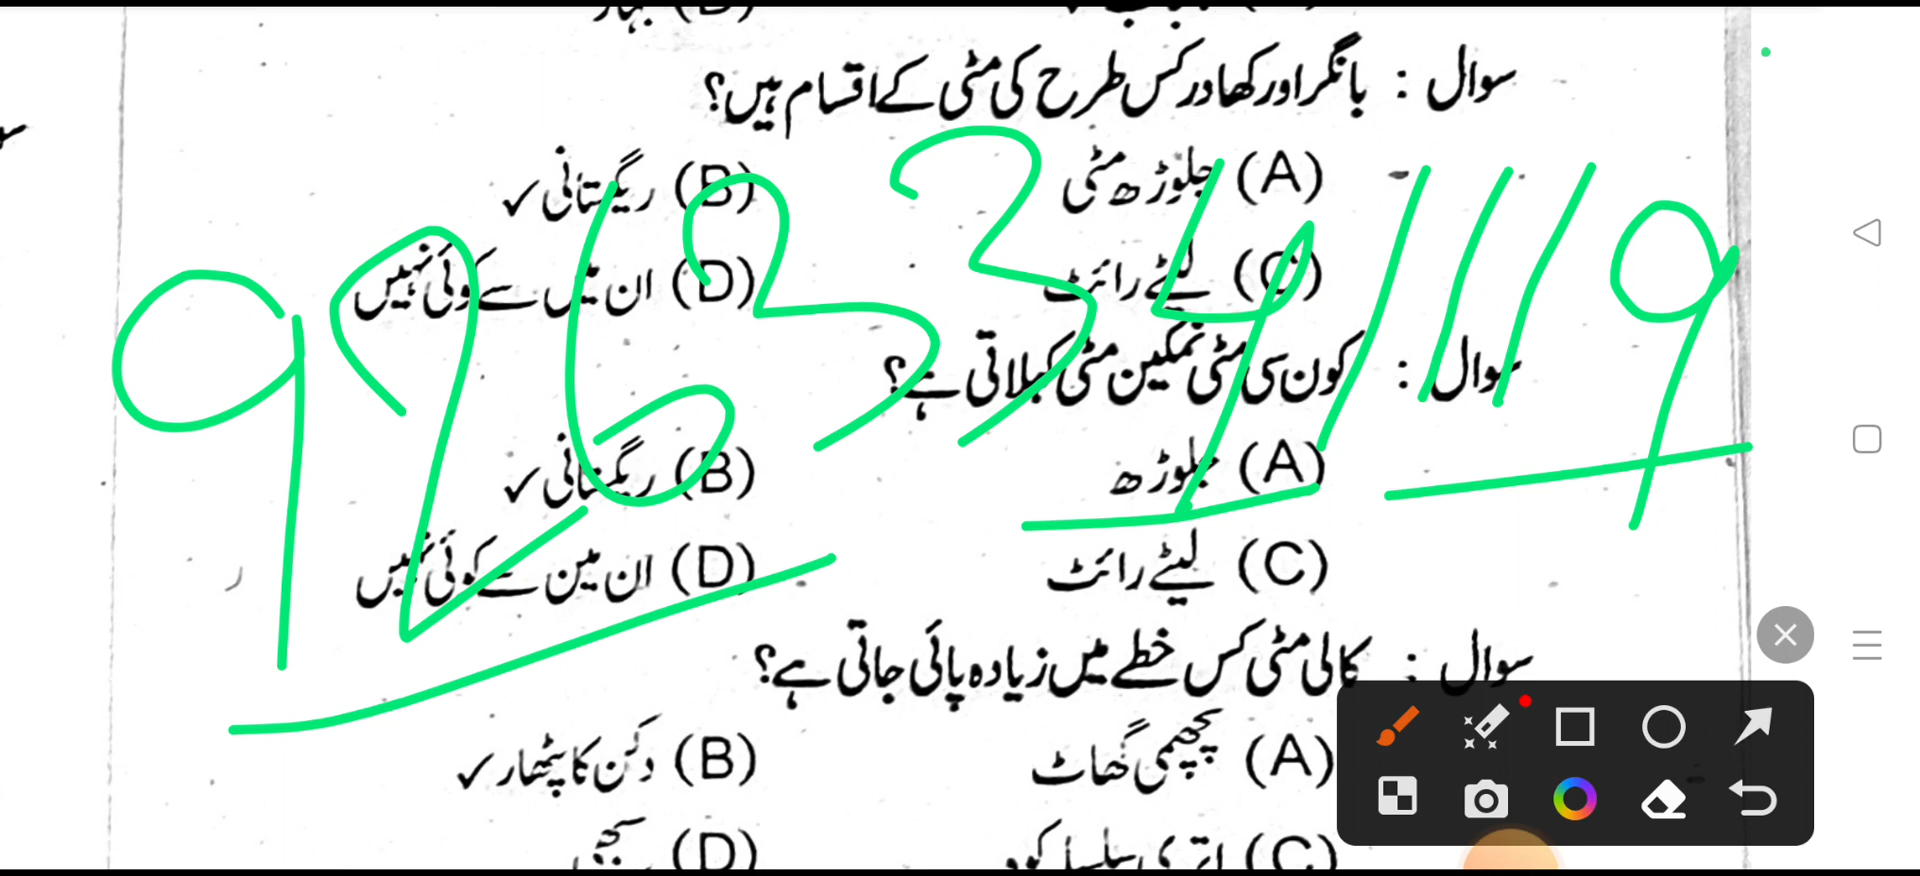 سوال : بانگر اور کھادر کس طرح کی مٹی کے اقسام ہیں؟
(A) جلوڑھ مٹی (B) ریگستانی ✓
(C) لیٹے رائٹ (D) ان میں سے کوئی نہیں
سوال : کون سی مٹی نمکین مٹی کہلاتی ہے؟
(A) جلوڑھ (B) ریگستانی ✓
(C) لیٹے رائٹ (D) ان مین سے کوئی نہیں
سوال : کالی مٹی کس خطے میں زیادہ پائی جاتی ہے؟
(A) پچھمی گھاٹ (B) دکن کا پٹھار ✓
(C) (D)
9263341119